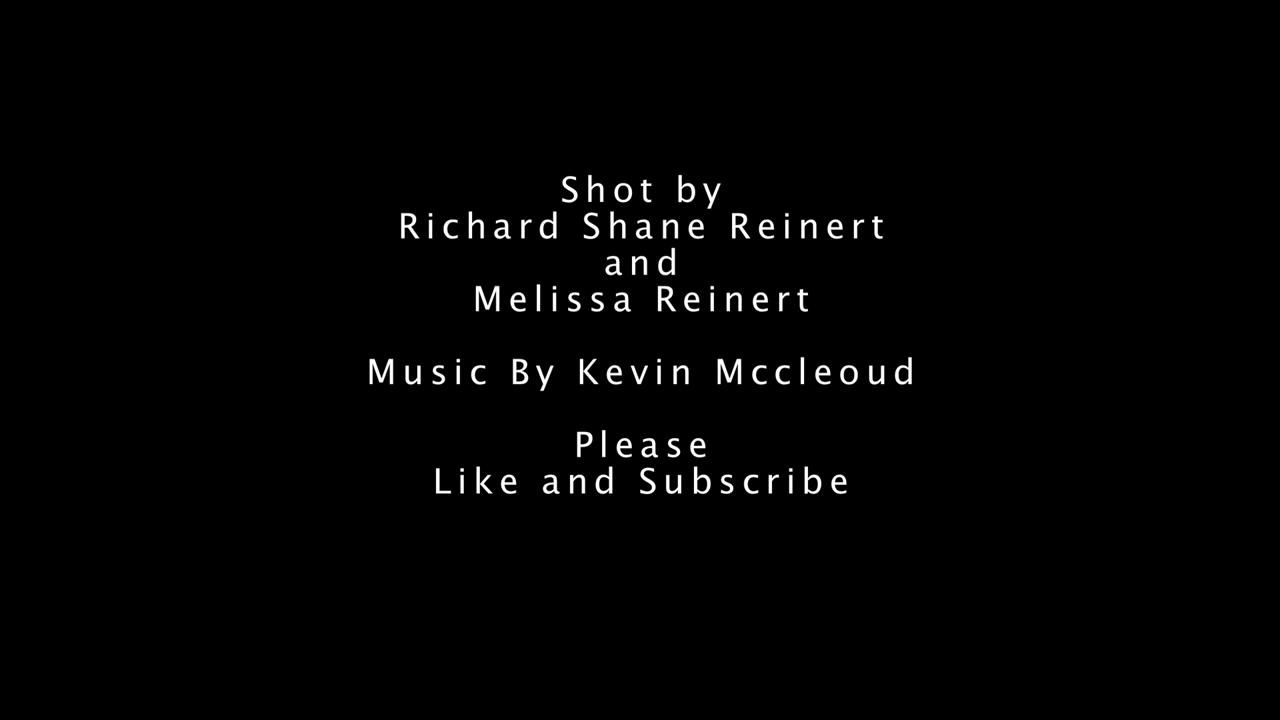 Shot by
Richard Shane Reinert
and
Melissa Reinert
Music By Kevin Mccleoud
Please
Like and Subscribe